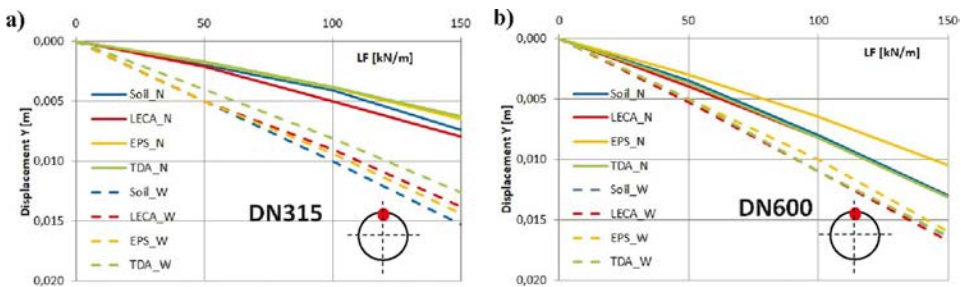 a)
0 50 100 150
LF [kN/m]
0,000
0,005
0,010
0,015
0,020
Displacement Y [m]
Soil_N
LECA_N
EPS_N
TDA_N
Soil_W
LECA_W
EPS_W
TDA_W
DN315
b)
0 50 100 150
LF [kN/m]
0,000
0,005
0,010
0,015
0,020
Displacement Y [m]
Soil_N
LECA_N
EPS_N
TDA_N
Soil_W
LECA_W
EPS_W
TDA_W
DN600